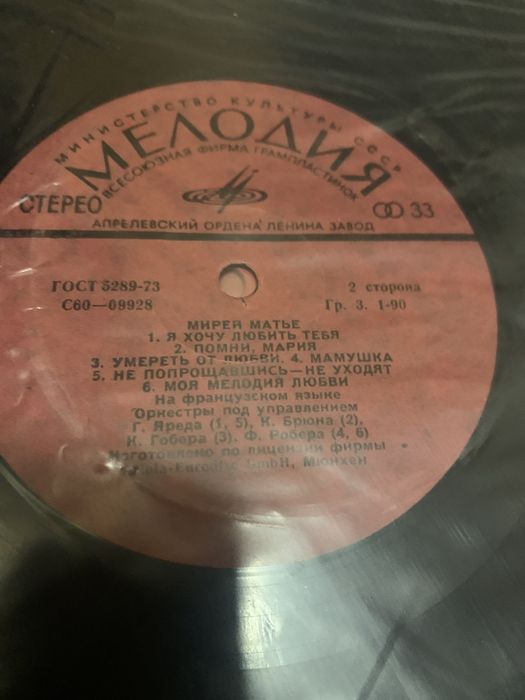 МИНИСТЕРСТВО КУЛЬТУРЫ СССР
МЕЛОДИЯ
ВСЕСОЮЗНАЯ ФИРМА ГРАМПЛАСТИНОК
СТЕРЕО
33
АПРЕЛЕВСКИЙ ОРДЕНА ЛЕНИНА ЗАВОД
ГОСТ 5289-73
2 сторона
С60—09928
Гр. 3. 1-90
МИРЕЙ МАТЬЕ
1. Я ХОЧУ ЛЮБИТЬ ТЕБЯ
2. ПОМНИ, МАРИЯ
3. УМЕРЕТЬ ОТ ЛЮБВИ. 4. МАМУШКА
5. НЕ ПОПРОЩАВШИСЬ—НЕ УХОДЯТ
6. МОЯ МЕЛОДИЯ ЛЮБВИ
На французском языке
Оркестры под управлением
Г. Яреда (1, 5), К. Брюна (2),
К. Гобера (3). Ф. Робера (4, 6)
Изготовлено по лицензии фирмы
GmbH, Мюнхен